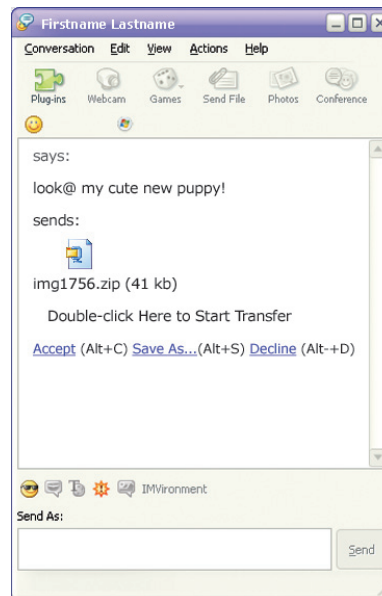 Firstname Lastname
Conversation Edit View Actions Help
Plug-ins Webcam Games Send File Photos Conference
says:
look@ my cute new puppy!
sends:
img1756.zip (41 kb)
Double-click Here to Start Transfer
Accept (Alt+C) Save As...(Alt+S) Decline (Alt-+D)
IMVironment
Send As:
Send